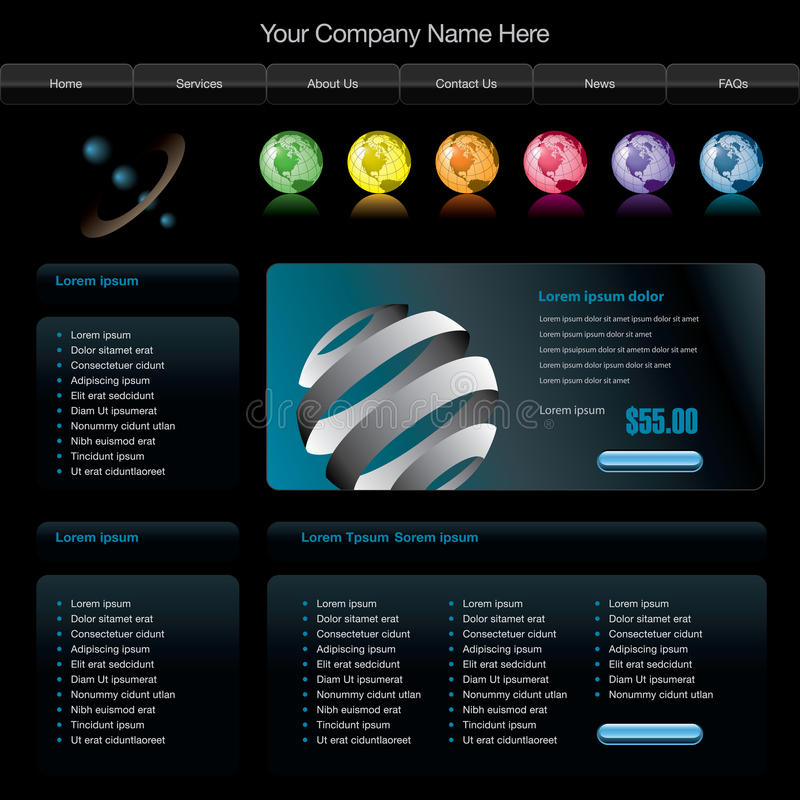 Your Company Name Here
Home Services About Us Contact Us News FAQs
Lorem ipsum
Lorem ipsum
Dolor sitamet erat
Consectetuer cidunt
Adipiscing ipsum
Elit erat sedcidunt
Diam Ut ipsumerat
Nonummy cidunt utlan
Nibh euismod erat
Tincidunt ipsum
Ut erat ciduntlaoreet
Lorem ipsum dolor
Lorem ipsum dolor sit amet, sit ametsit amet
Lorem ipsum dolor sit amet
Lorem ipsuipsum dolor sit amet, sit amet
Lorem ipsum dolor sit amet sit amet
Lorem ipsumdolor sit amet
Lorem ipsum
$55.00
dreamstime
Lorem ipsum
Lorem ipsum
Dolor sitamet erat
Consectetuer cidunt
Adipiscing ipsum
Elit erat sedcidunt
Diam Ut ipsumerat
Nonummy cidunt utlan
Nibh euismod erat
Tincidunt ipsum
Ut erat ciduntlaoreet
Lorem Tpsum Sorem ipsum
Lorem ipsum
Dolor sitamet erat
Consectetuer cidunt
Adipiscing ipsum
Elit erat sedcidunt
Diam Ut ipsumerat
Nonummy cidunt utlan
Nibh euismod erat
Tincidunt ipsum
Ut erat ciduntlaoreet
Lorem ipsum
Dolor sitamet erat
Consectetuer cidunt
Adipiscing ipsum
Elit erat sedcidunt
Diam Ut ipsumerat
Nonummy cidunt utlan
Nibh euismod erat
Tincidunt ipsum
Ut erat ciduntlaoreet
Lorem ipsum
Dolor sitamet erat
Consectetuer cidunt
Adipiscing ipsum
Elit erat sedcidunt
Diam Ut ipsumerat
Nonummy cidunt utlan